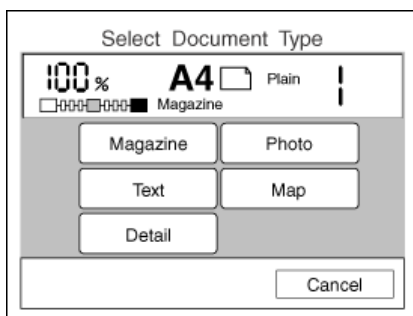 Select Document Type
100 % A4 Plain 1
Magazine
Magazine Photo
Text Map
Detail
Cancel